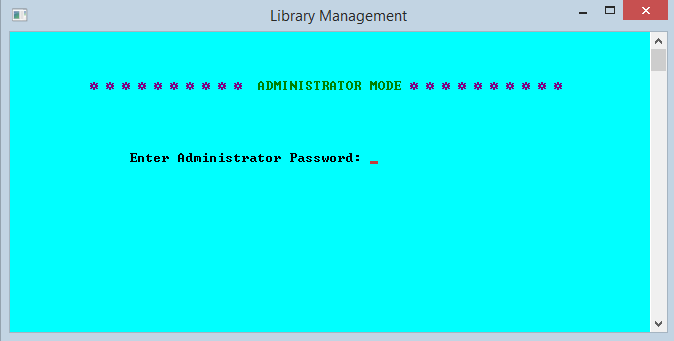 Library Management
* * * * * * * * * * ADMINISTRATOR MODE * * * * * * * * * *
Enter Administrator Password: _